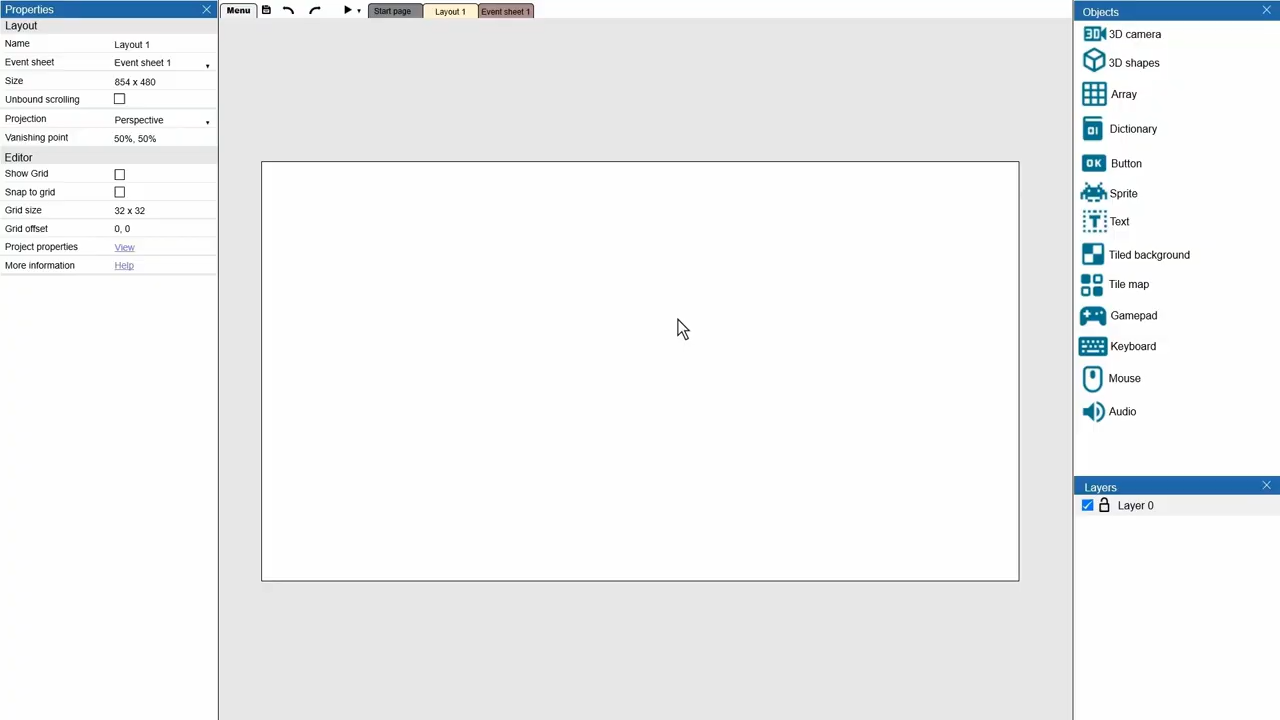 Properties
Layout
Name Layout 1
Event sheet Event sheet 1
Size 854 x 480
Unbound scrolling
Projection Perspective
Vanishing point 50%, 50%
Editor
Show Grid
Snap to grid
Grid size 32 x 32
Grid offset 0, 0
Project properties View
More information Help
Menu Start page Layout 1 Event sheet 1
Objects
3D 3D camera
3D shapes
Array
Dictionary
OK Button
Sprite
T Text
Tiled background
Tile map
Gamepad
Keyboard
Mouse
Audio
Layers
Layer 0